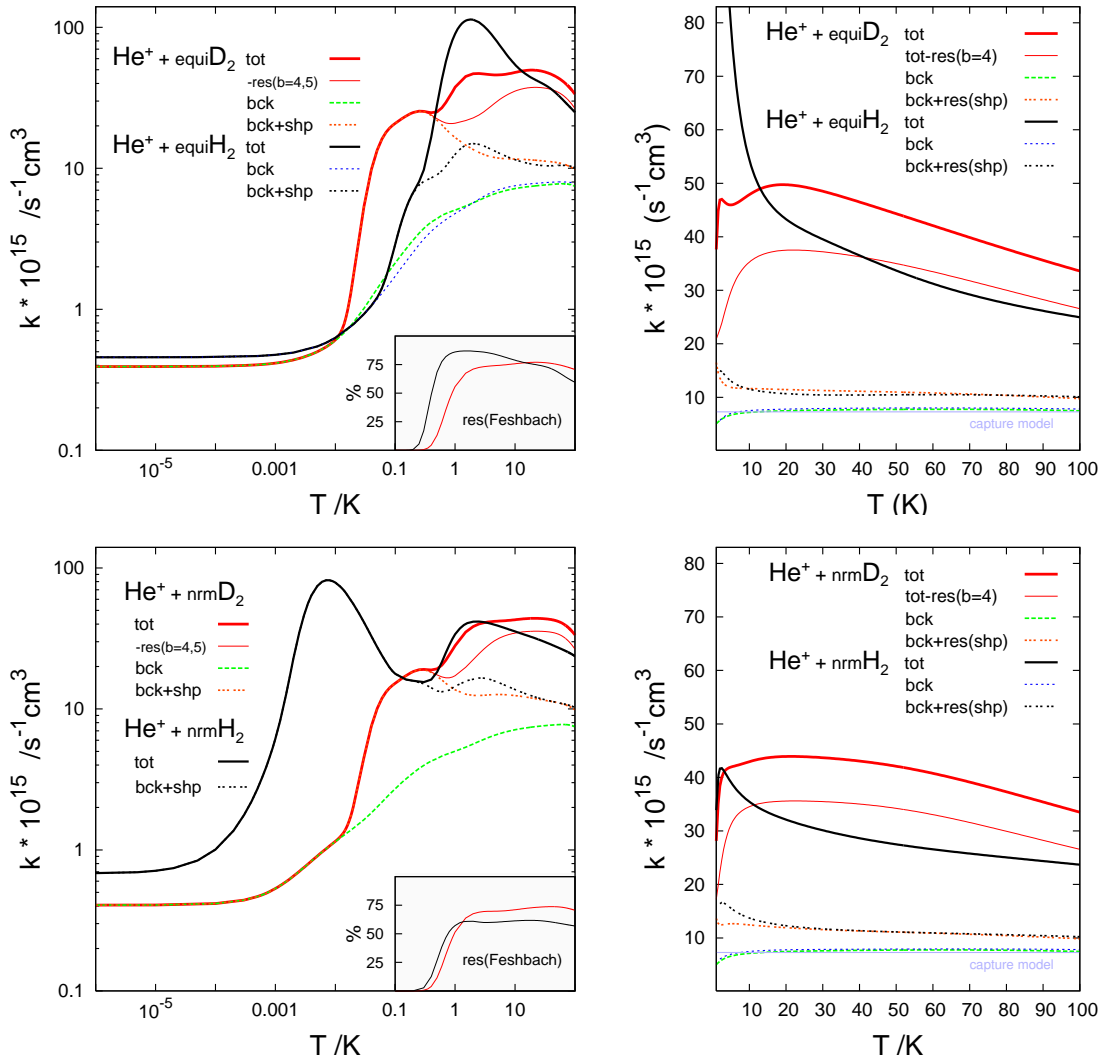 He⁺ + equiD₂ tot
-res(b=4,5)
bck
bck+shp
He⁺ + equiH₂ tot
bck
bck+shp
k * 10¹⁵ /s⁻¹cm³
100
10
1
0.1
10⁻⁵
0.001
0.1
1
10
T /K
%
75
50
25
res(Feshbach)
He⁺ + equiD₂
tot
tot-res(b=4)
bck
bck+res(shp)
He⁺ + equiH₂
tot
bck
bck+res(shp)
k * 10¹⁵ (s⁻¹cm³)
80
70
60
50
40
30
20
10
capture model
10 20 30 40 50 60 70 80 90 100
T (K)
He⁺ + nrmD₂
tot
-res(b=4,5)
bck
bck+shp
He⁺ + nrmH₂
tot
bck+shp
k * 10¹⁵ /s⁻¹cm³
100
10
1
0.1
10⁻⁵
0.001
0.1
1
10
T /K
%
75
50
25
res(Feshbach)
He⁺ + nrmD₂
tot
tot-res(b=4)
bck
bck+res(shp)
He⁺ + nrmH₂
tot
bck
bck+res(shp)
k * 10¹⁵ /s⁻¹cm³
80
70
60
50
40
30
20
10
capture model
10 20 30 40 50 60 70 80 90 100
T /K